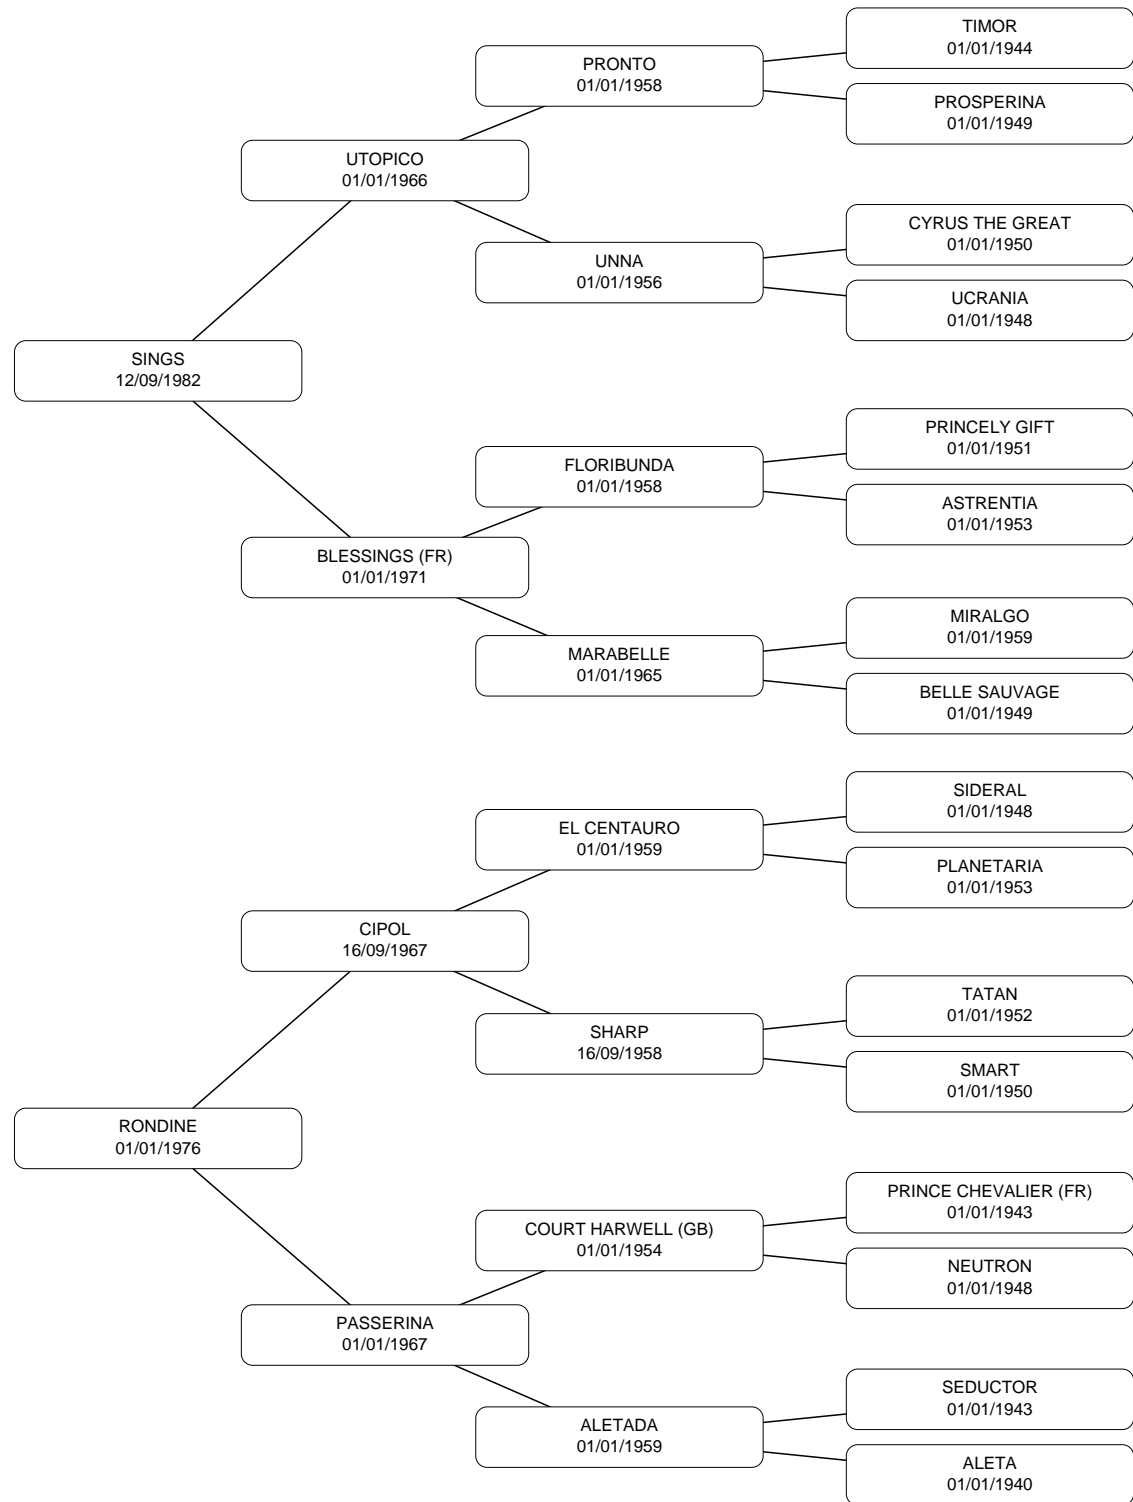 TIMOR
01/01/1944
PRONTO
01/01/1958
PROSPERINA
01/01/1949
UTOPICO
01/01/1966
CYRUS THE GREAT
01/01/1950
UNNA
01/01/1956
UCRANIA
01/01/1948
SINGS
12/09/1982
PRINCELY GIFT
01/01/1951
FLORIBUNDA
01/01/1958
ASTRENTIA
01/01/1953
BLESSINGS (FR)
01/01/1971
MIRALGO
01/01/1959
MARABELLE
01/01/1965
BELLE SAUVAGE
01/01/1949
SIDERAL
01/01/1948
EL CENTAURO
01/01/1959
PLANETARIA
01/01/1953
CIPOL
16/09/1967
TATAN
01/01/1952
SHARP
16/09/1958
SMART
01/01/1950
RONDINE
01/01/1976
PRINCE CHEVALIER (FR)
01/01/1943
COURT HARWELL (GB)
01/01/1954
NEUTRON
01/01/1948
PASSERINA
01/01/1967
SEDUCTOR
01/01/1943
ALETADA
01/01/1959
ALETA
01/01/1940